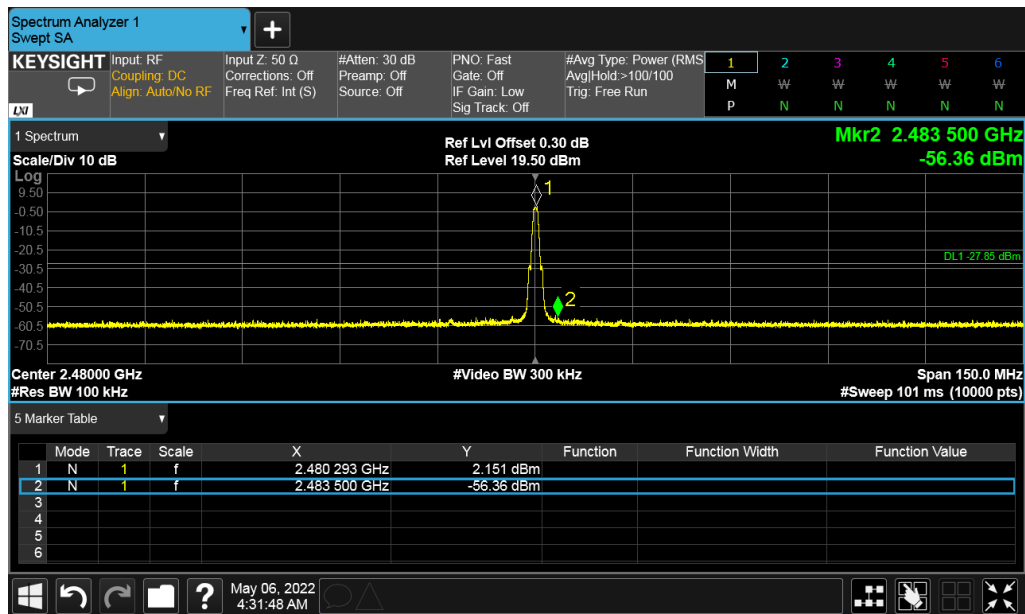 Spectrum Analyzer 1
Swept SA
+
KEYSIGHT
LXI
Input: RF
Coupling: DC
Align: Auto/No RF
Input Z: 50 Ω
Corrections: Off
Freq Ref: Int (S)
#Atten: 30 dB
Preamp: Off
Source: Off
PNO: Fast
Gate: Off
IF Gain: Low
Sig Track: Off
#Avg Type: Power (RMS
Avg|Hold:>100/100
Trig: Free Run
1 2 3 4 5 6
M W W W W W
P N N N N N
1 Spectrum
Scale/Div 10 dB
Ref Lvl Offset 0.30 dB
Ref Level 19.50 dBm
Mkr2 2.483 500 GHz
-56.36 dBm
Log
9.50
-0.50
-10.5
-20.5
-30.5
-40.5
-50.5
-60.5
-70.5
1
2
DL1 -27.85 dBm
Center 2.48000 GHz
#Res BW 100 kHz
#Video BW 300 kHz
Span 150.0 MHz
#Sweep 101 ms (10000 pts)
5 Marker Table
Mode Trace Scale X Y Function Function Width Function Value
1 N 1 f 2.480 293 GHz 2.151 dBm
2 N 1 f 2.483 500 GHz -56.36 dBm
3
4
5
6
?
May 06, 2022
4:31:48 AM